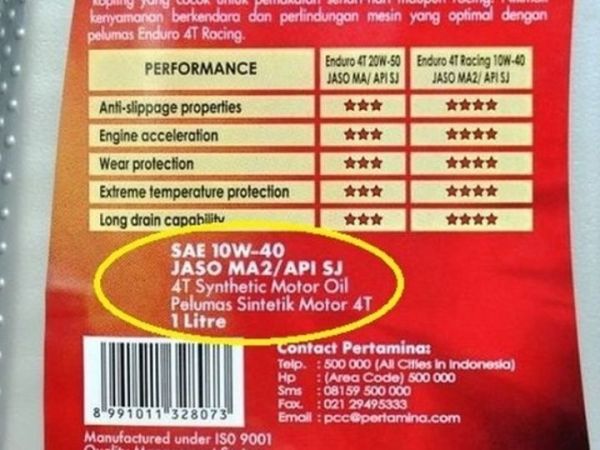 kopling yang cocok untuk pemakaian sehari-hari maupun racing.
kenyamanan berkendara dan perlindungan mesin yang optimal dengan
pelumas Enduro 4T Racing.
PERFORMANCE Enduro 4T 20W-50 JASO MA/ API SJ Enduro 4T Racing 10W-40 JASO MA2/ API SJ
Anti-slippage properties ★★★ ★★★★
Engine acceleration ★★★ ★★★★
Wear protection ★★★ ★★★★
Extreme temperature protection ★★★ ★★★★
Long drain capability ★★★ ★★★★
SAE 10W-40
JASO MA2/API SJ
4T Synthetic Motor Oil
Pelumas Sintetik Motor 4T
1 Litre
Contact Pertamina:
Telp. : 500 000 (All Cities in Indonesia)
Hp : (Area Code) 500 000
Sms : 08159 500 000
Fax. : 021 29495333
Email : pcc@pertamina.com
8 991011 328073
Manufactured under ISO 9001